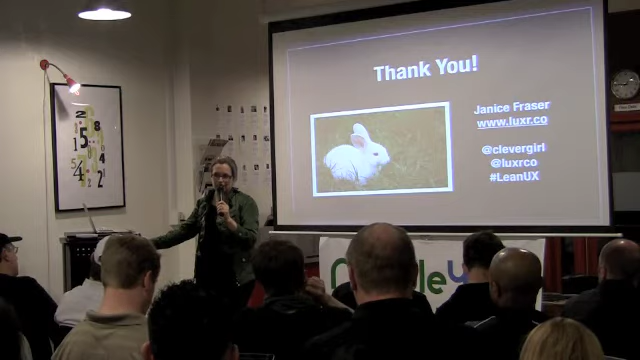 Thank You!
Janice Fraser
www.luxr.co
@clevergirl
@luxrco
#LeanUX